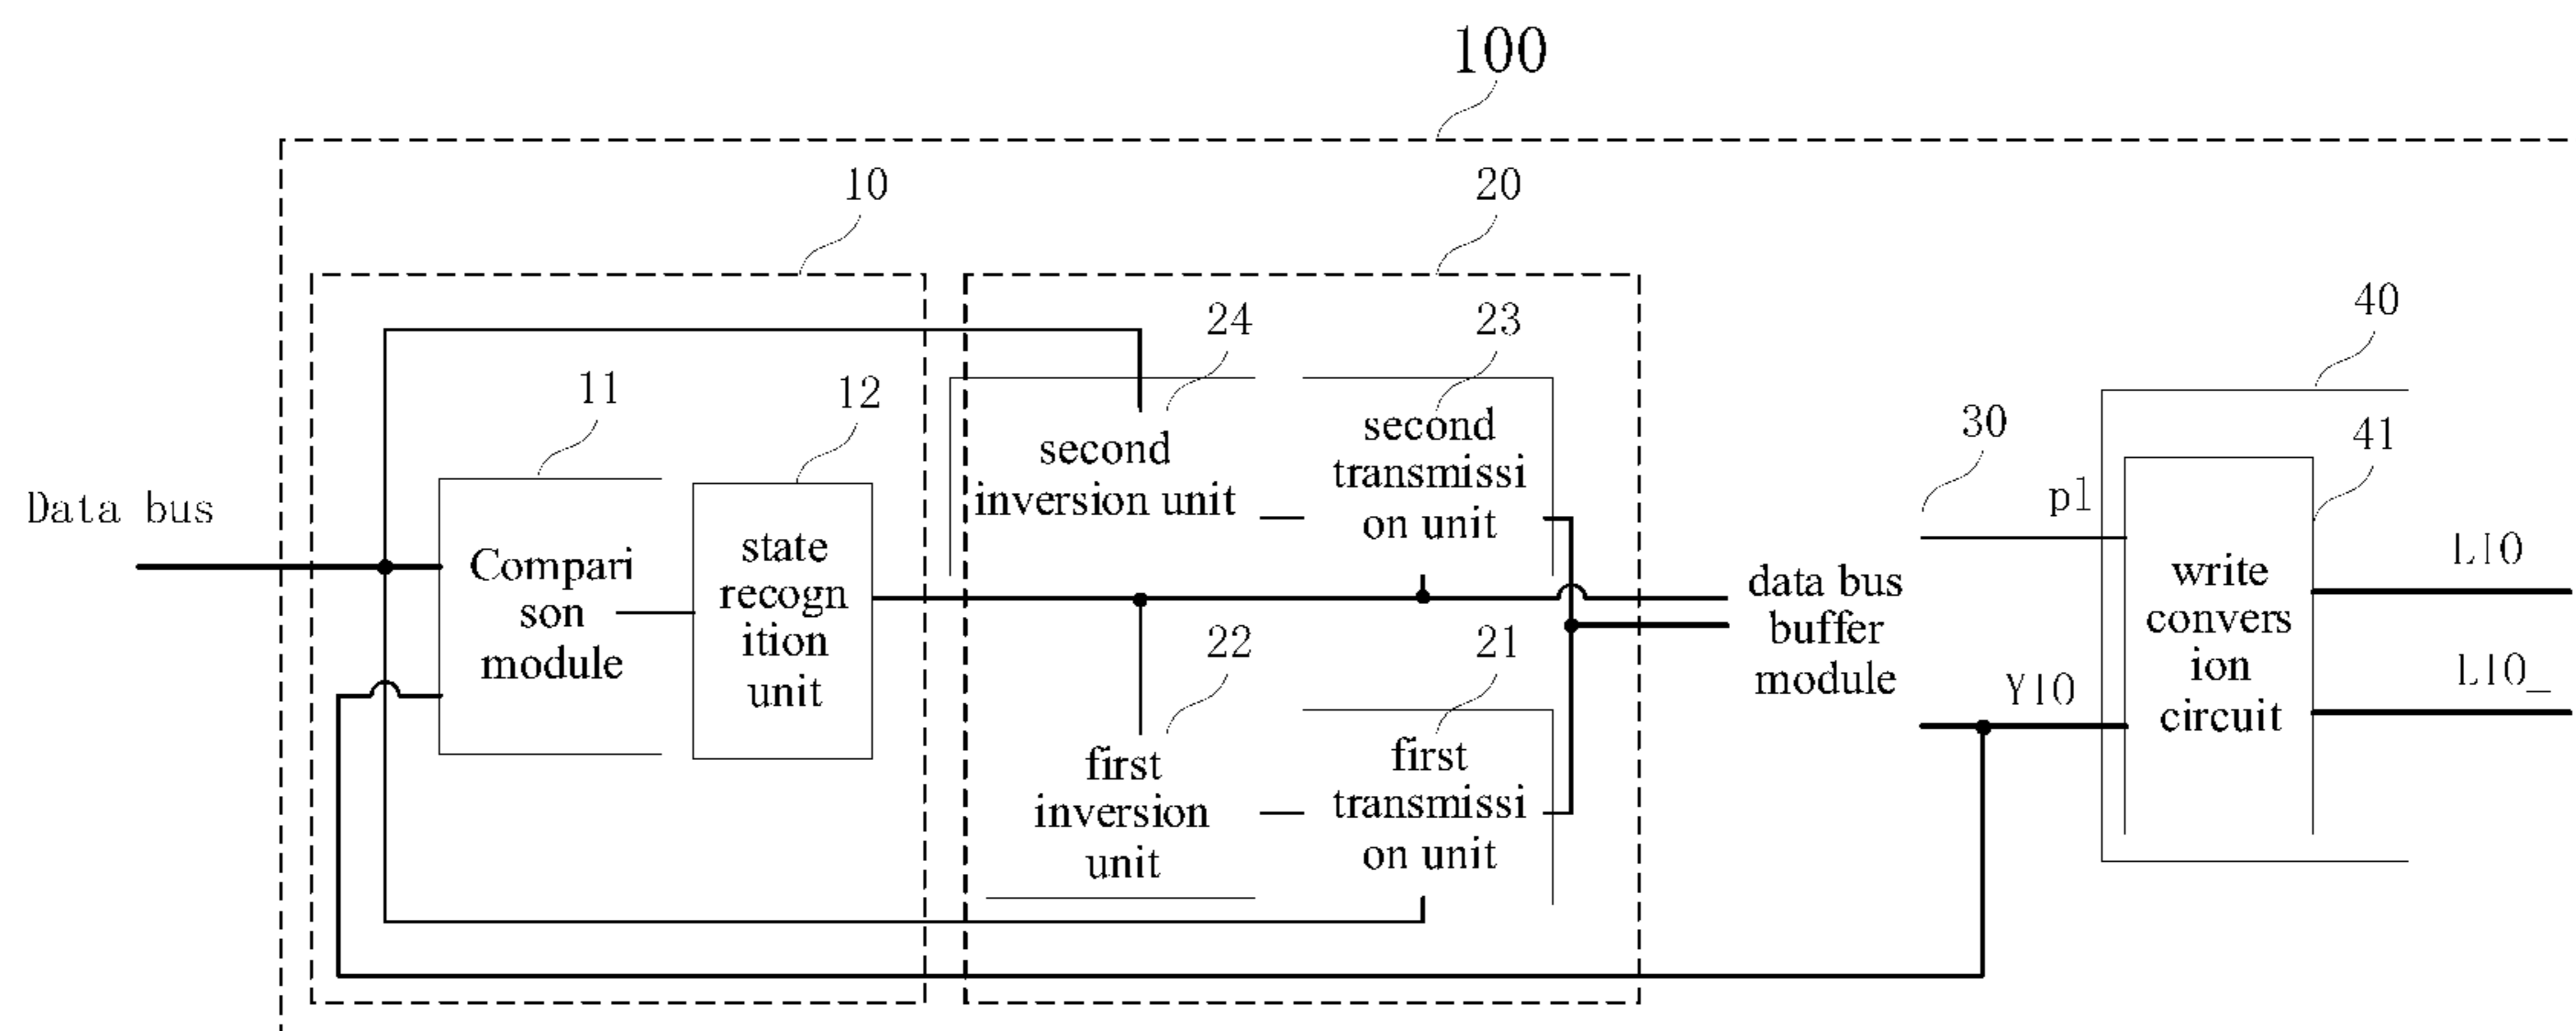 100
10
20
24
23
40
11
12
30
41
Data bus
Compari
son
module
state
recogn
ition
unit
second
inversion unit
second
transmissi
on unit
22
21
first
inversion
unit
first
transmissi
on unit
data bus
buffer
module
p1
YIO
write
convers
ion
circuit
LIO
LIO_